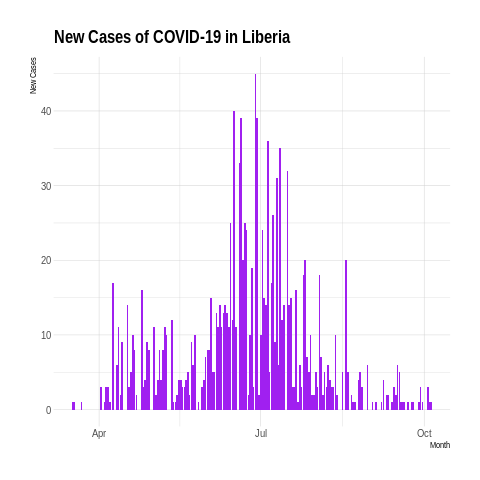 New Cases of COVID-19 in Liberia
New Cases
40
30
20
10
0
Apr
Jul
Oct
Month